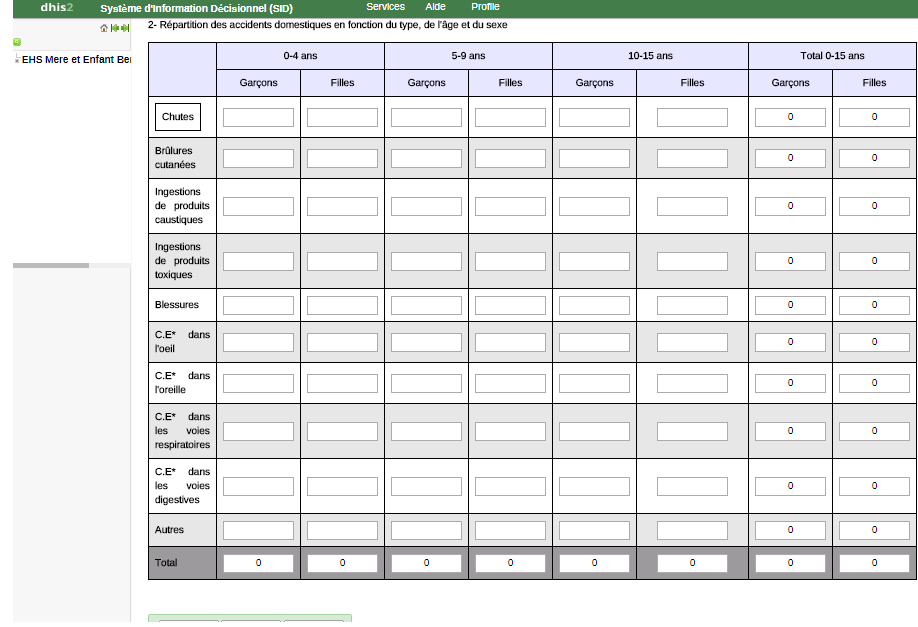 dhis2 Système d'Information Décisionnel (SID) Services Aide Profile
2- Répartition des accidents domestiques en fonction du type, de l'âge et du sexe
EHS Mere et Enfant Ber
0-4 ans 5-9 ans 10-15 ans Total 0-15 ans
Garçons Filles Garçons Filles Garçons Filles Garçons Filles
Chutes 0 0
Brûlures
cutanées 0 0
Ingestions
de produits
caustiques 0 0
Ingestions
de produits
toxiques 0 0
Blessures 0 0
C.E* dans
l'oeil 0 0
C.E* dans
l'oreille 0 0
C.E* dans
les voies
respiratoires 0 0
C.E* dans
les voies
digestives 0 0
Autres 0 0
Total 0 0 0 0 0 0 0 0